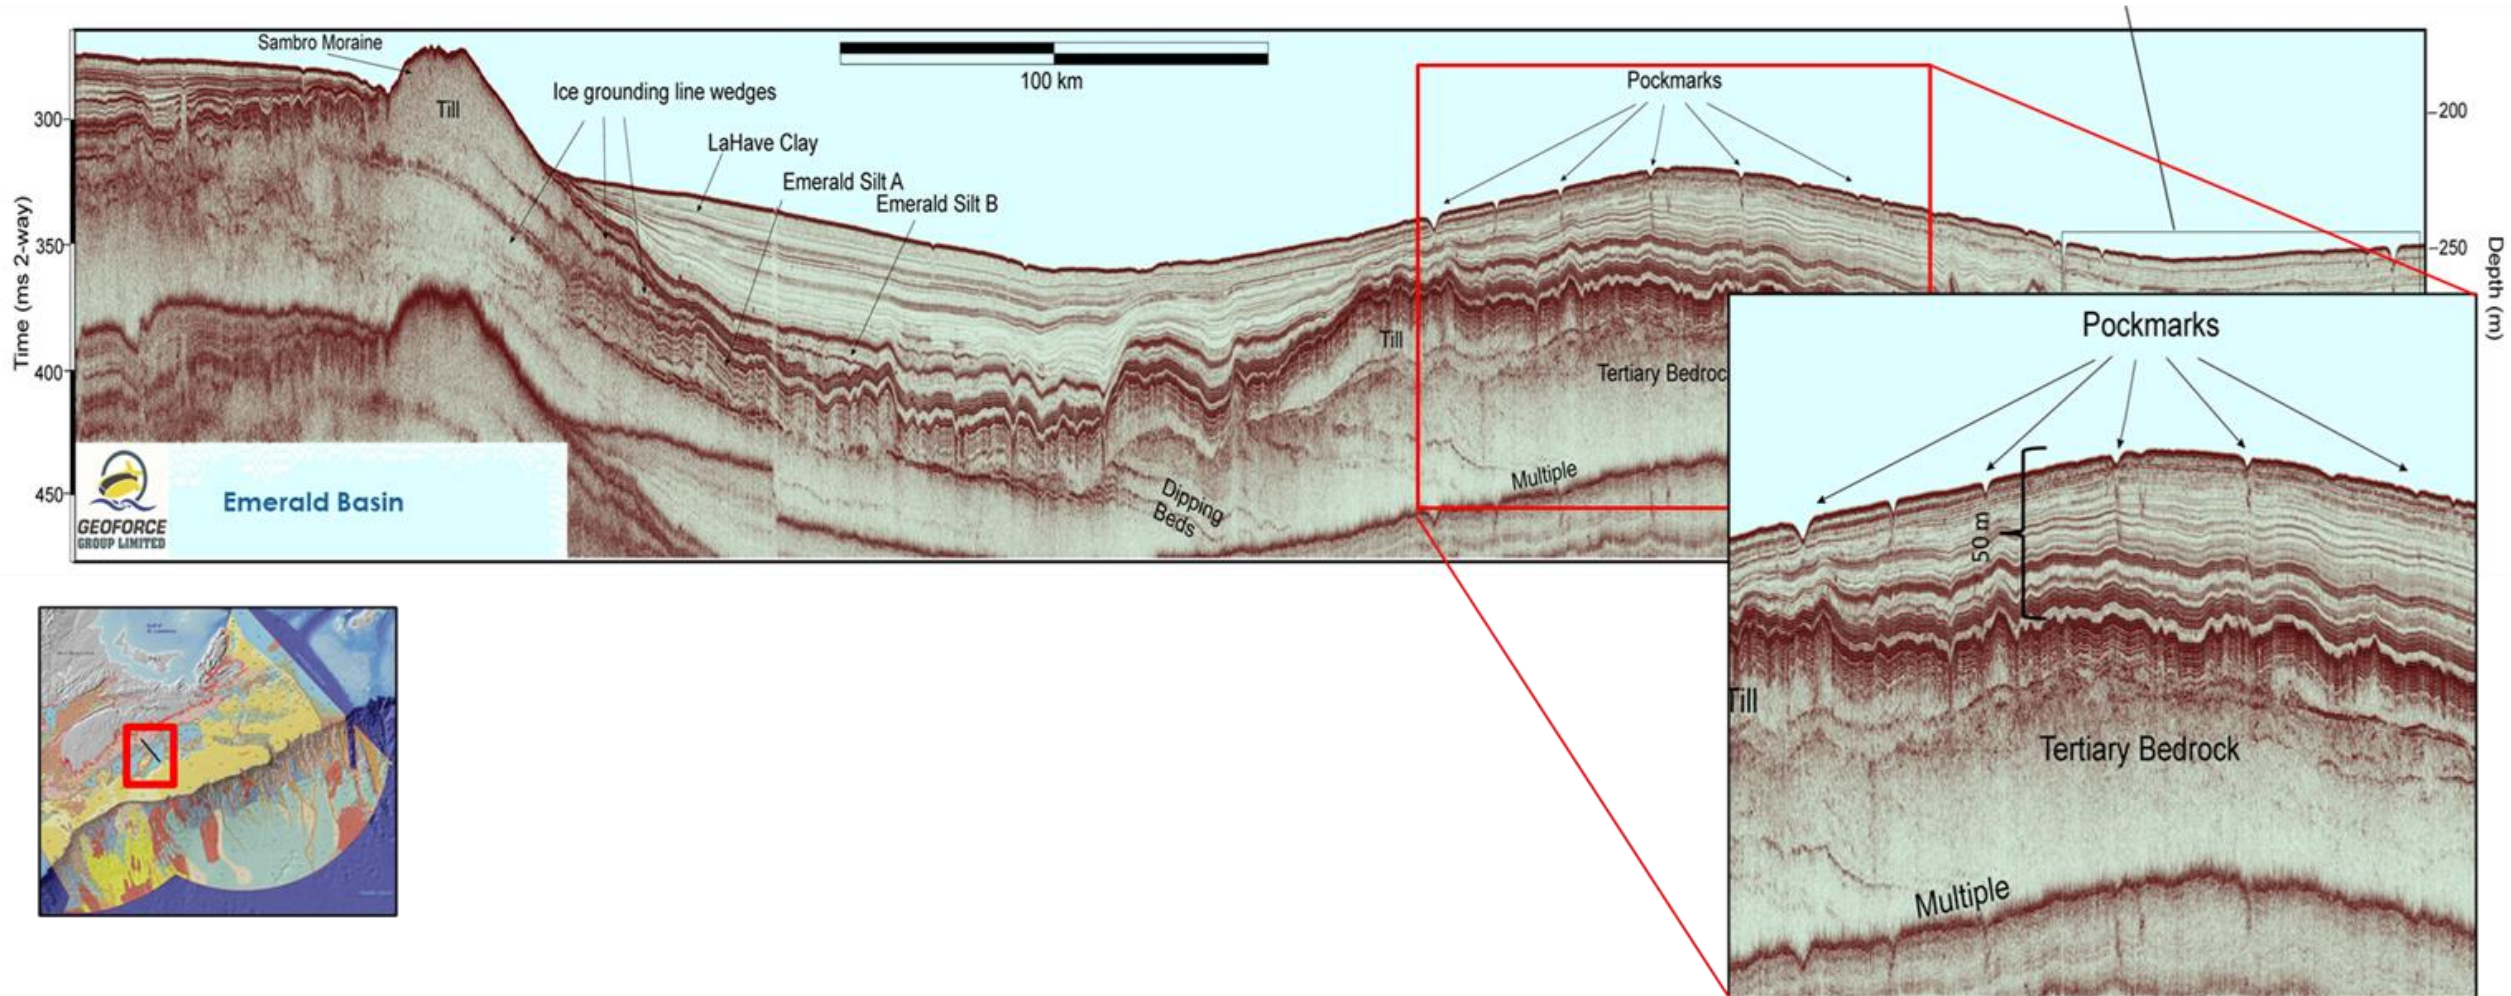 Sambro Moraine
Till
Ice grounding line wedges
LaHave Clay
Emerald Silt A
Emerald Silt B
100 km
Pockmarks
300
350
400
450
Time (ms 2-way)
200
250
Depth (m)
Till
Tertiary Bedroc
Multiple
Dipping
Beds
GEOFORCE
GROUP LIMITED
Emerald Basin
Pockmarks
50 m
Till
Tertiary Bedrock
Multiple